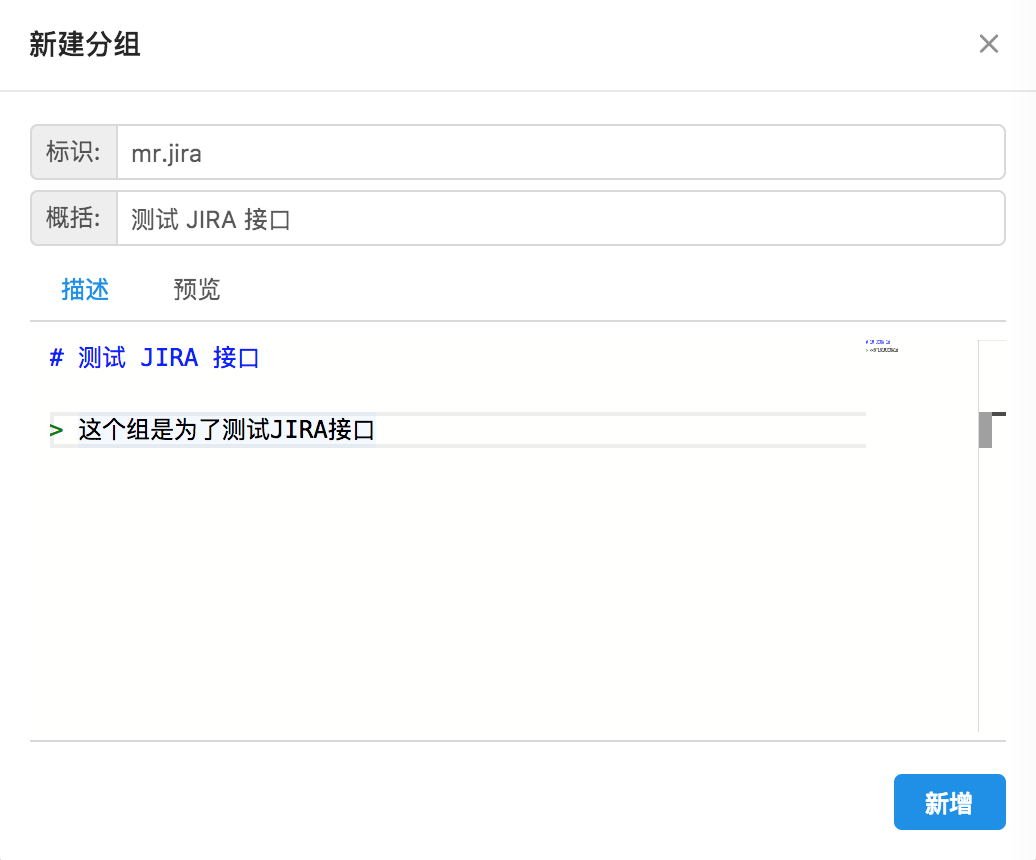 新建分组
标识: mr.jira
概括: 测试 JIRA 接口
描述 预览
# 测试 JIRA 接口
> 这个组是为了测试JIRA接口
新增